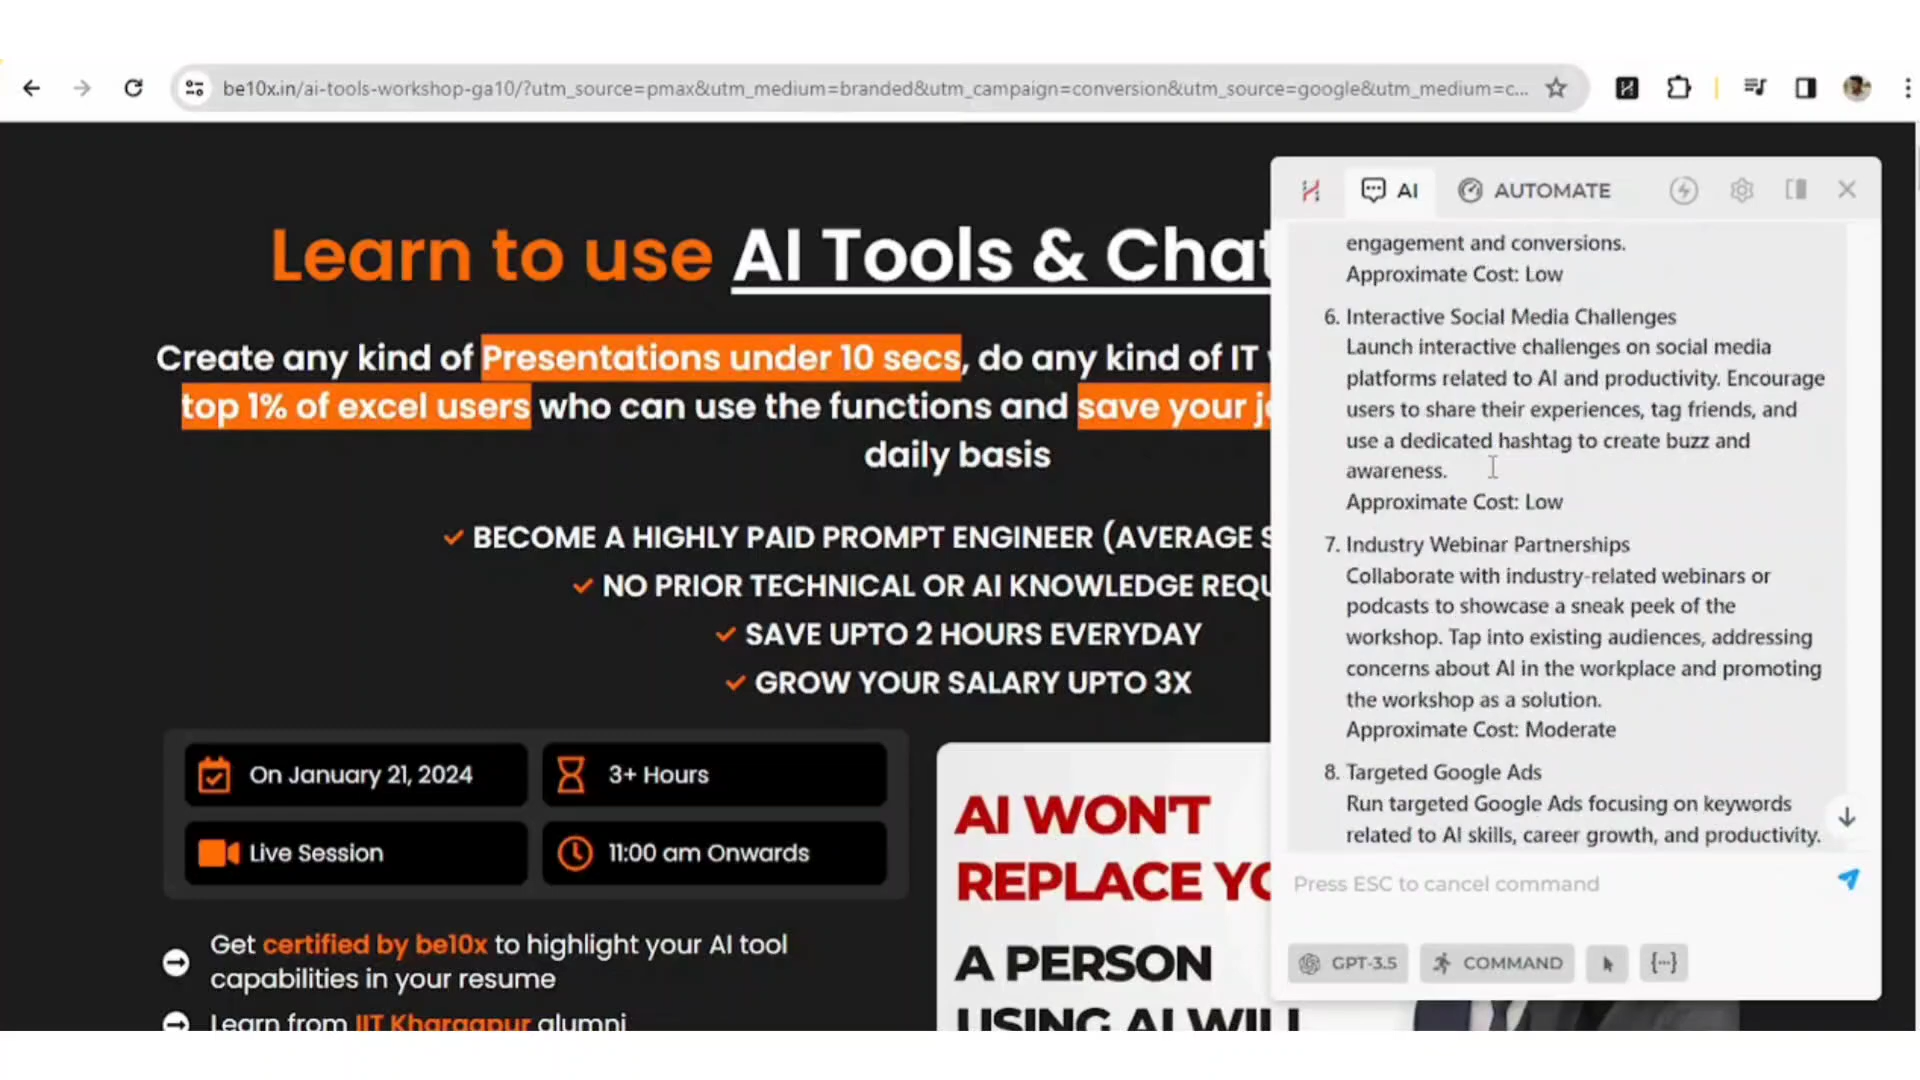 be10x.in/ai-tools-workshop-ga10/?utm_source=pmax&utm_medium=branded&utm_campaign=conversion&utm_source=google&utm_medium=c...
Learn to use AI Tools & Chat
Create any kind of Presentations under 10 secs, do any kind of IT
top 1% of excel users who can use the functions and save your j
daily basis
BECOME A HIGHLY PAID PROMPT ENGINEER (AVERAGE S
NO PRIOR TECHNICAL OR AI KNOWLEDGE REQU
SAVE UPTO 2 HOURS EVERYDAY
GROW YOUR SALARY UPTO 3X
On January 21, 2024
3+ Hours
Live Session
11:00 am Onwards
Get certified by be10x to highlight your AI tool
capabilities in your resume
Learn from IIT Kharagpur alumni
AI WON'T
REPLACE YO
A PERSON
USING AI WILL
AI
AUTOMATE
engagement and conversions.
Approximate Cost: Low
6. Interactive Social Media Challenges
Launch interactive challenges on social media
platforms related to AI and productivity. Encourage
users to share their experiences, tag friends, and
use a dedicated hashtag to create buzz and
awareness.
Approximate Cost: Low
7. Industry Webinar Partnerships
Collaborate with industry-related webinars or
podcasts to showcase a sneak peek of the
workshop. Tap into existing audiences, addressing
concerns about AI in the workplace and promoting
the workshop as a solution.
Approximate Cost: Moderate
8. Targeted Google Ads
Run targeted Google Ads focusing on keywords
related to AI skills, career growth, and productivity.
Press ESC to cancel command
GPT-3.5
COMMAND